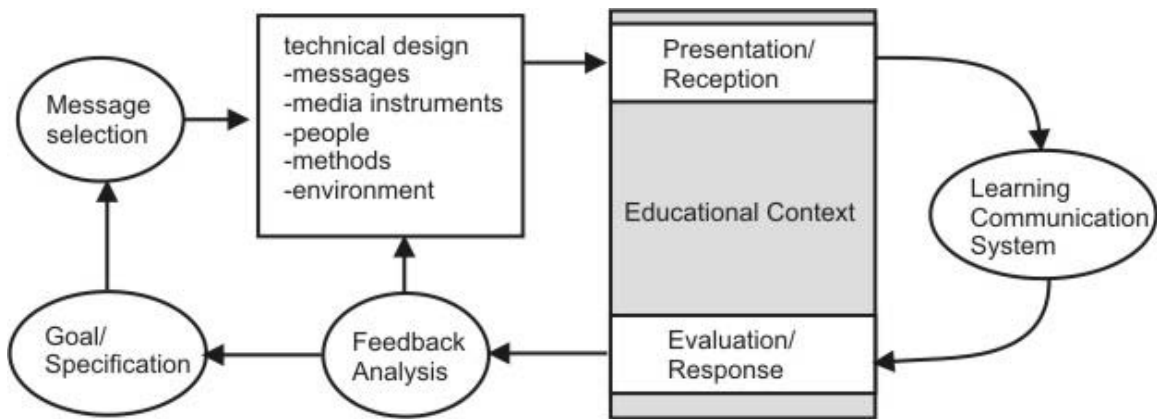 Message
selection
technical design
-messages
-media instruments
-people
-methods
-environment
Presentation/
Reception
Educational Context
Learning
Communication
System
Goal/
Specification
Feedback
Analysis
Evaluation/
Response